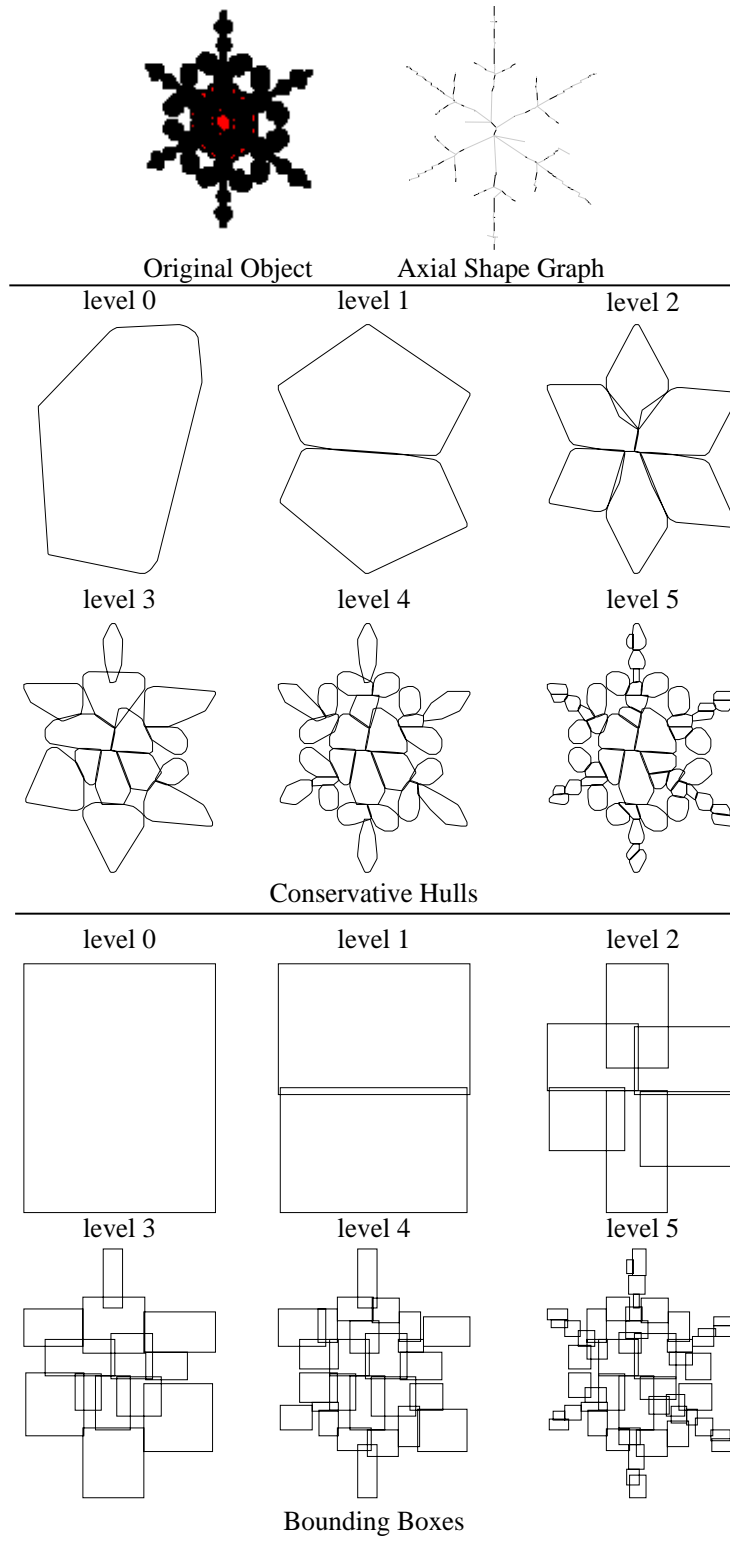 Original Object Axial Shape Graph
level 0 level 1 level 2
level 3 level 4 level 5
Conservative Hulls
level 0 level 1 level 2
level 3 level 4 level 5
Bounding Boxes